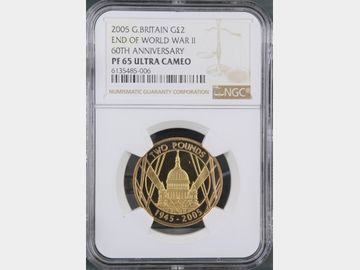 2005 G.BRITAIN G£2
END OF WORLD WAR II
60TH ANNIVERSARY
PF 65 ULTRA CAMEO
6135485-006
NUMISMATIC GUARANTY CORPORATION
NGC
TWO POUNDS
1945 - 2005